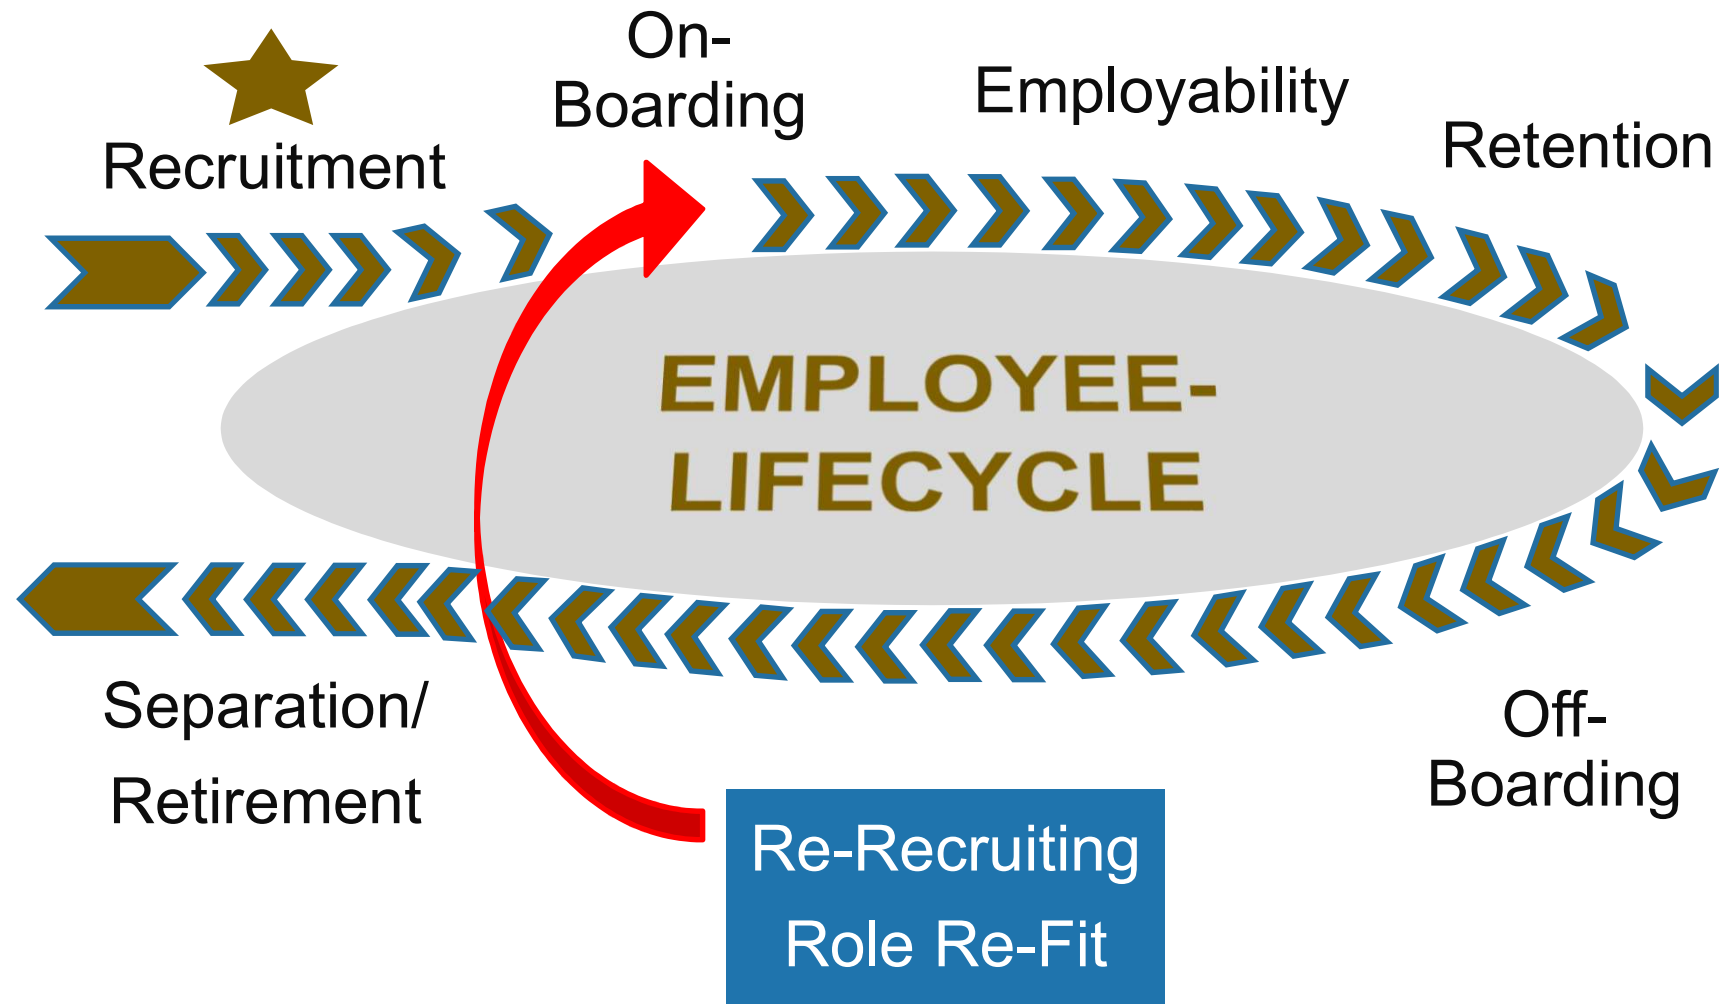 Recruitment
On-
Boarding
Employability
Retention
EMPLOYEE-
LIFECYCLE
Separation/
Retirement
Re-Recruiting
Role Re-Fit
Off-
Boarding